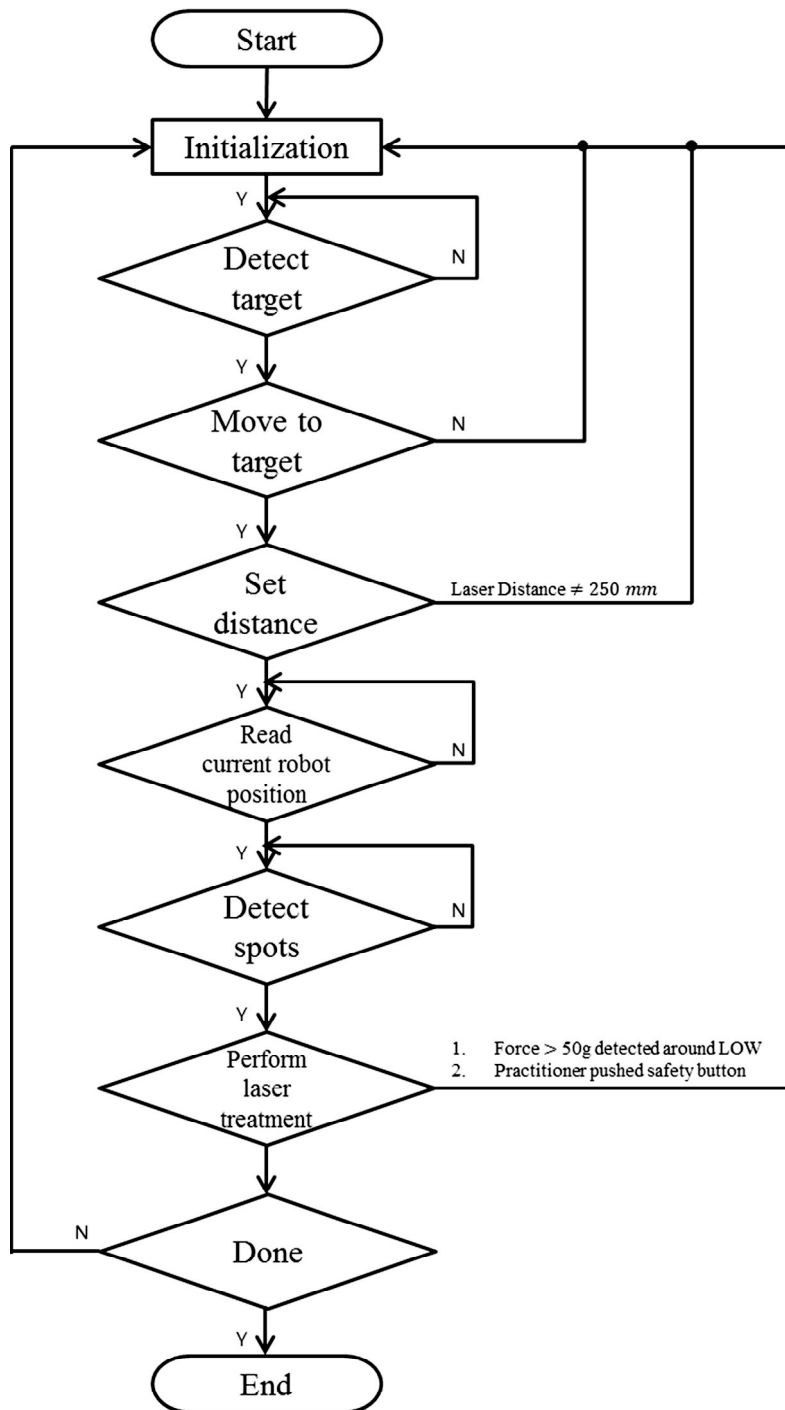 Start
Initialization
Y
Detect
target
N
Y
Move to
target
N
Y
Set
distance
Laser Distance ≠ 250 mm
Y
Read
current robot
position
N
Y
Detect
spots
N
Y
Perform
laser
treatment
1. Force > 50g detected around LOW
2. Practitioner pushed safety button
N
Done
Y
End